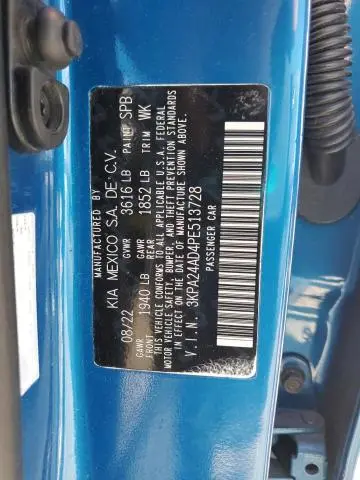 MANUFACTURED BY
KIA MEXICO S.A. DE C.V.
08/22 GVWR 3616 LB PAINT SPB
GAWR FRONT 1940 LB GAWR REAR 1852 LB TRIM WK
THIS VEHICLE CONFORMS TO ALL APPLICABLE U.S.A. FEDERAL
MOTOR VEHICLE SAFETY, BUMPER, AND THEFT PREVENTION STANDARDS
IN EFFECT ON THE DATE OF MANUFACTURE SHOWN ABOVE.
V.I.N. 3KPA24AD4PE513728
PASSENGER CAR